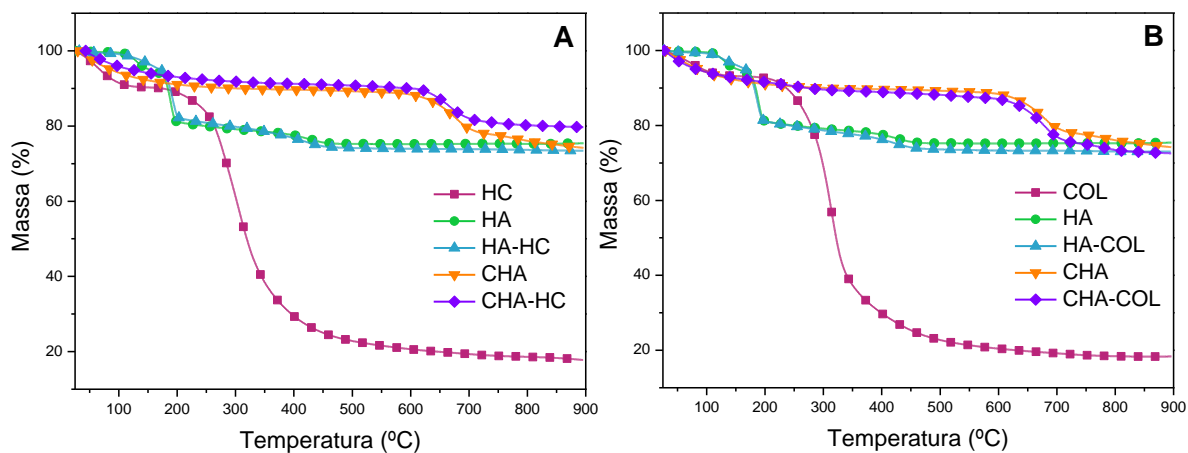 A
100
80
60
40
20
Massa (%)
HC
HA
HA-HC
CHA
CHA-HC
100 200 300 400 500 600 700 800 900
Temperatura (ºC)
B
100
80
60
40
20
Massa (%)
COL
HA
HA-COL
CHA
CHA-COL
100 200 300 400 500 600 700 800 900
Temperatura (ºC)